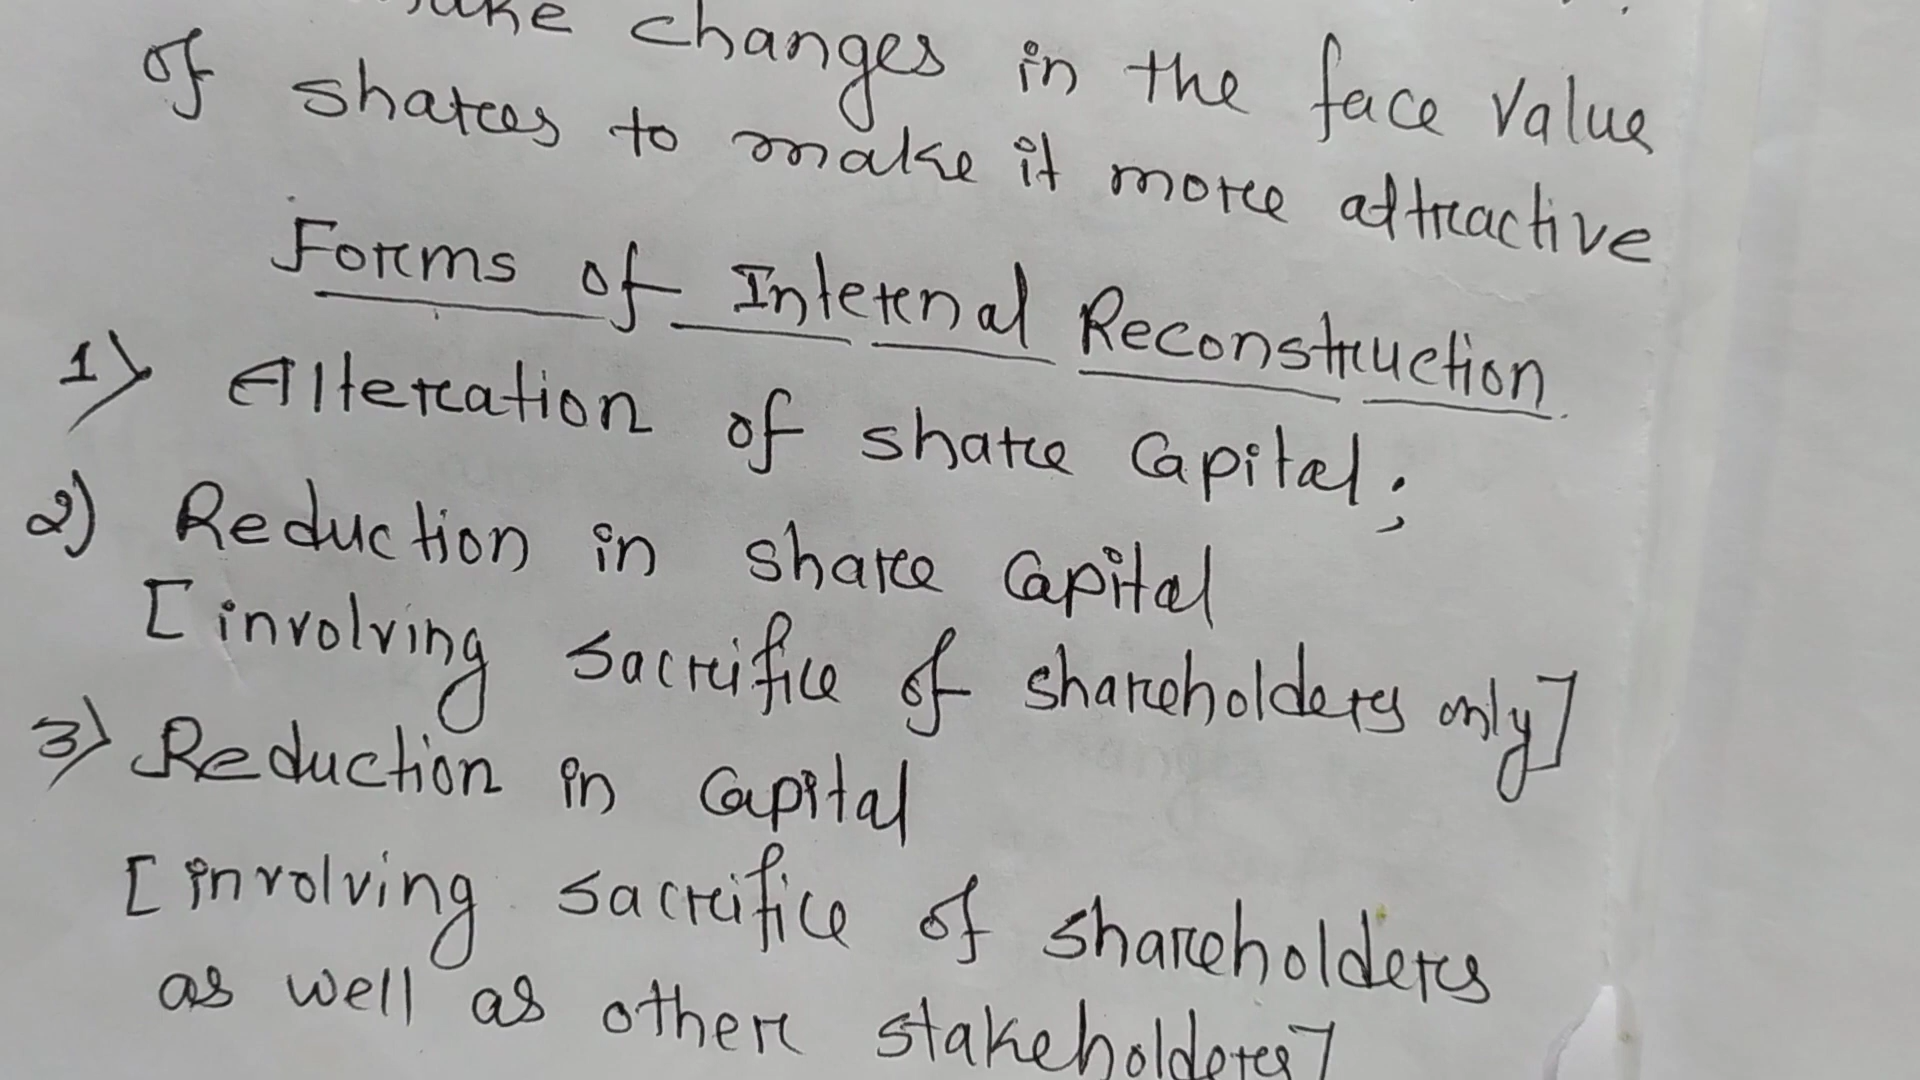 changes in the face value
of shares to make it more attractive
Forms of Internal Reconstruction
1) Alteration of share Capital;
2) Reduction in share Capital
[involving sacrifice of shareholders only]
3) Reduction in Capital
[involving sacrifice of shareholders
as well as other stakeholders]